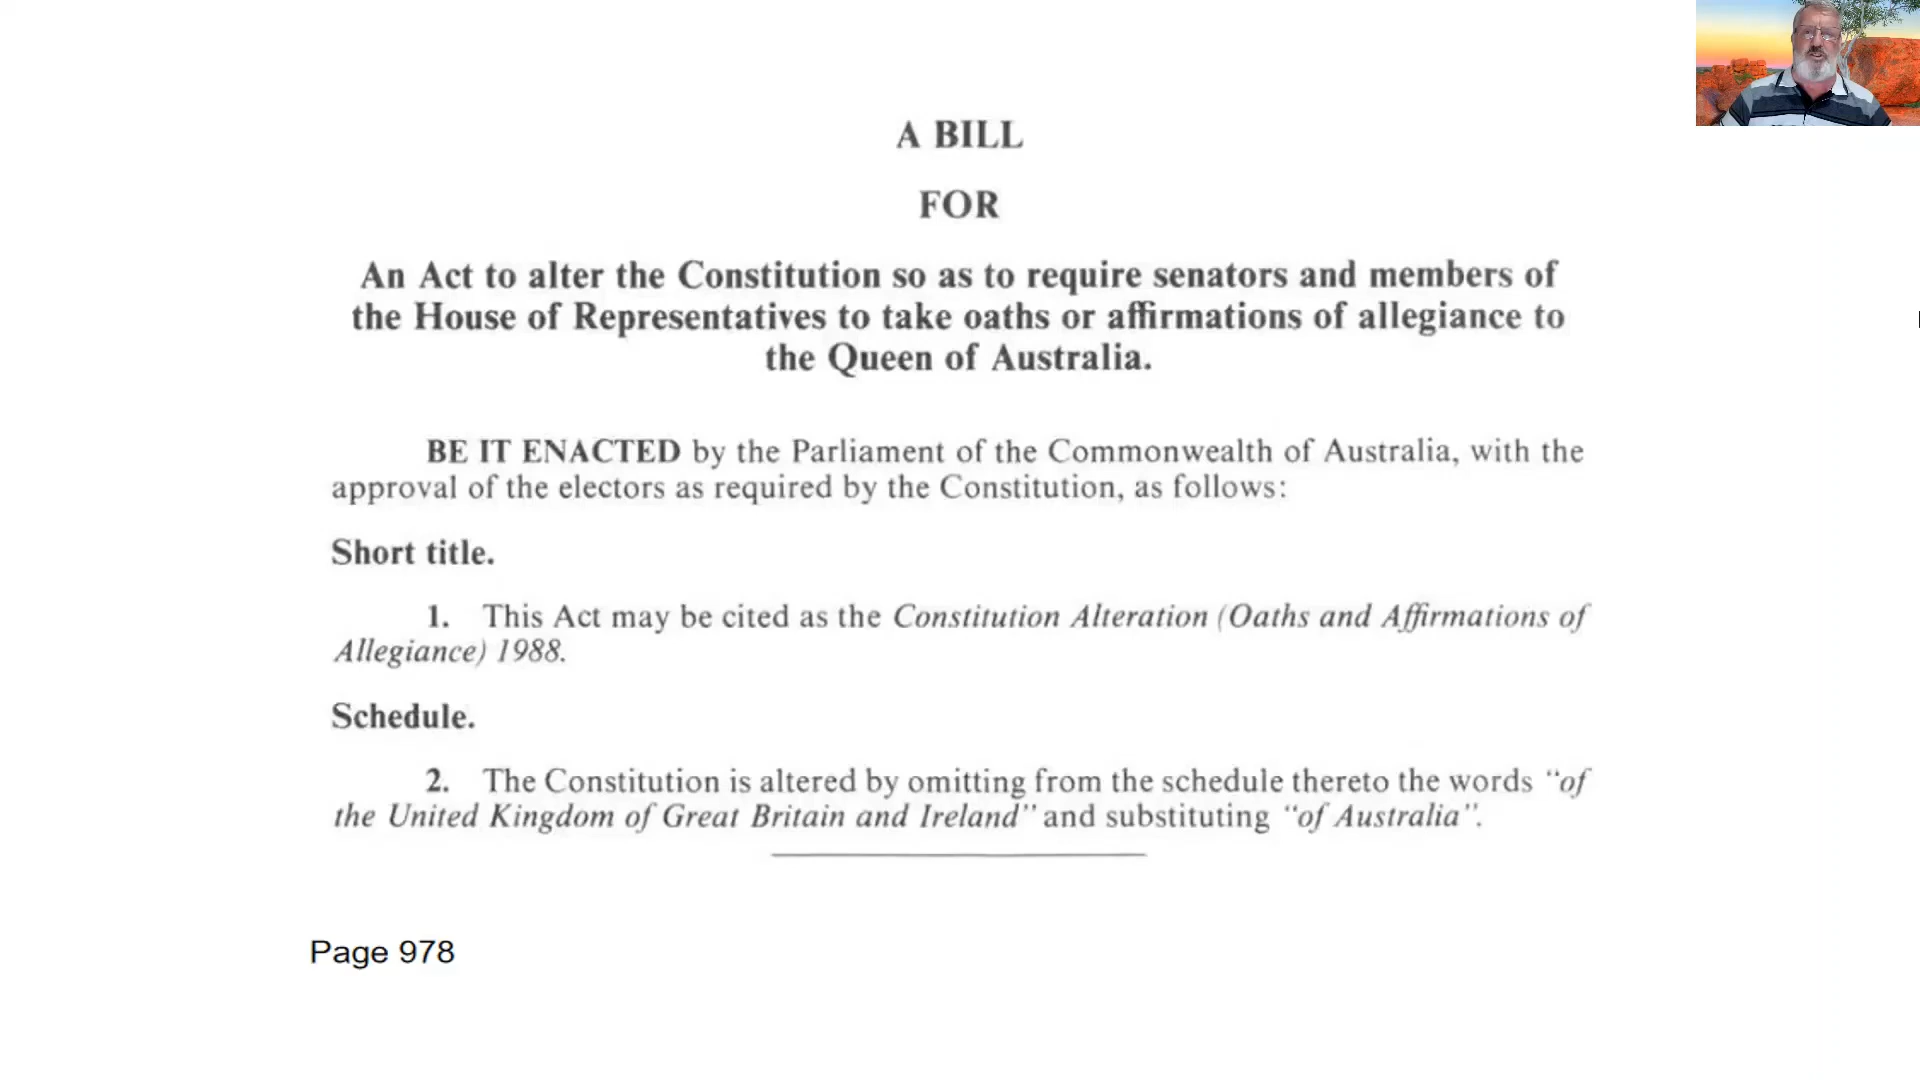 A BILL
FOR
An Act to alter the Constitution so as to require senators and members of
the House of Representatives to take oaths or affirmations of allegiance to
the Queen of Australia.
BE IT ENACTED by the Parliament of the Commonwealth of Australia, with the
approval of the electors as required by the Constitution, as follows:
Short title.
1. This Act may be cited as the Constitution Alteration (Oaths and Affirmations of
Allegiance) 1988.
Schedule.
2. The Constitution is altered by omitting from the schedule thereto the words “of
the United Kingdom of Great Britain and Ireland” and substituting “of Australia”.
Page 978